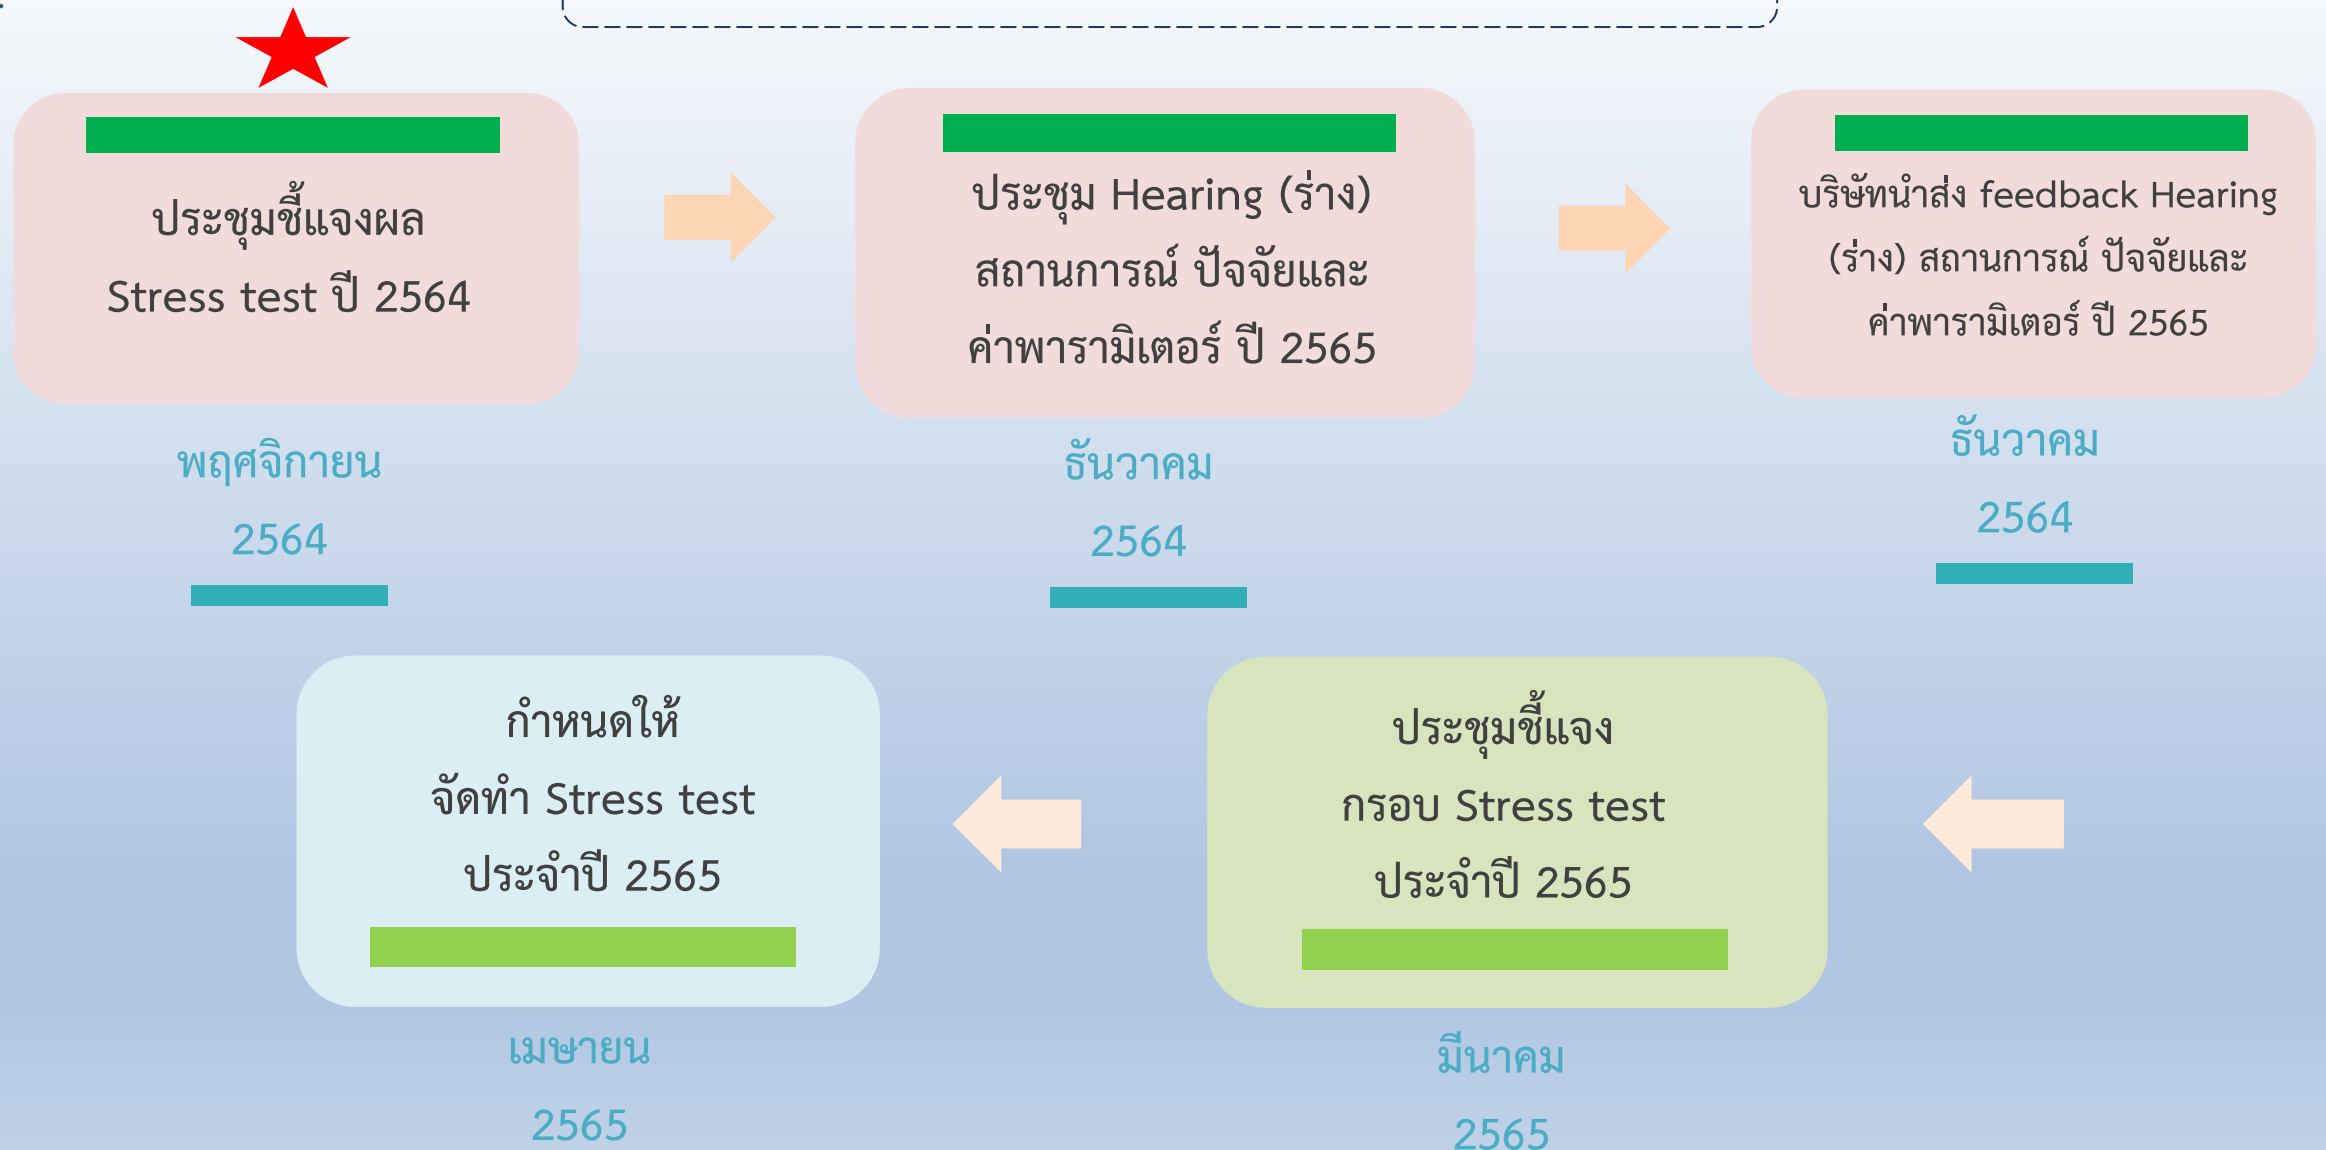 ประชุมชี้แจงผล
Stress test ปี 2564
พฤศจิกายน
2564
ประชุม Hearing (ร่าง)
สถานการณ์ ปัจจัยและ
ค่าพารามิเตอร์ ปี 2565
ธันวาคม
2564
บริษัทนำส่ง feedback Hearing
(ร่าง) สถานการณ์ ปัจจัยและ
ค่าพารามิเตอร์ ปี 2565
ธันวาคม
2564
ประชุมชี้แจง
กรอบ Stress test
ประจำปี 2565
มีนาคม
2565
กำหนดให้
จัดทำ Stress test
ประจำปี 2565
เมษายน
2565